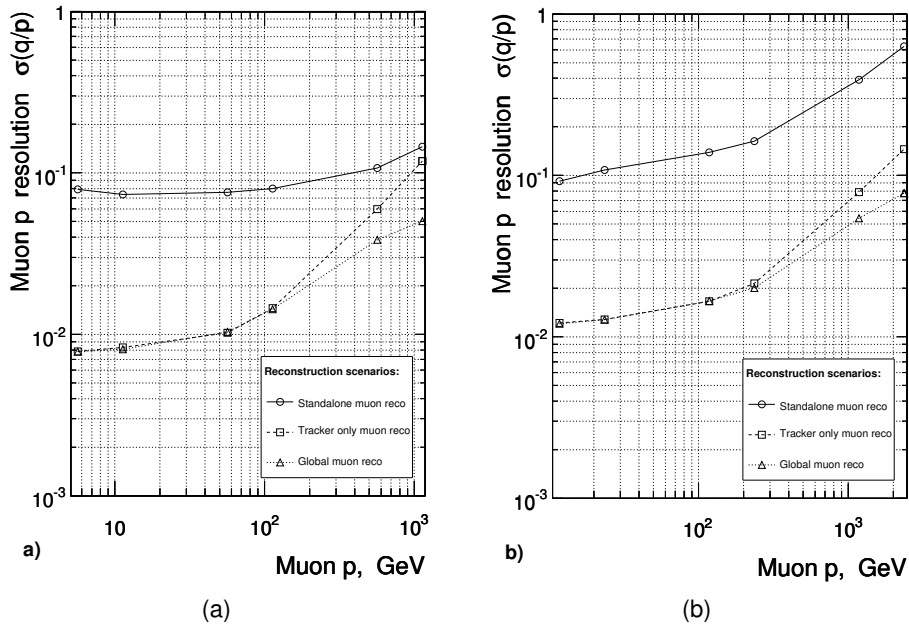 Muon p resolution σ(q/p)
1
10⁻¹
10⁻²
10⁻³
10
10²
10³
Reconstruction scenarios:
Standalone muon reco
Tracker only muon reco
Global muon reco
a)
Muon p, GeV
(a)
Muon p resolution σ(q/p)
1
10⁻¹
10⁻²
10⁻³
10²
10³
Reconstruction scenarios:
Standalone muon reco
Tracker only muon reco
Global muon reco
b)
Muon p, GeV
(b)